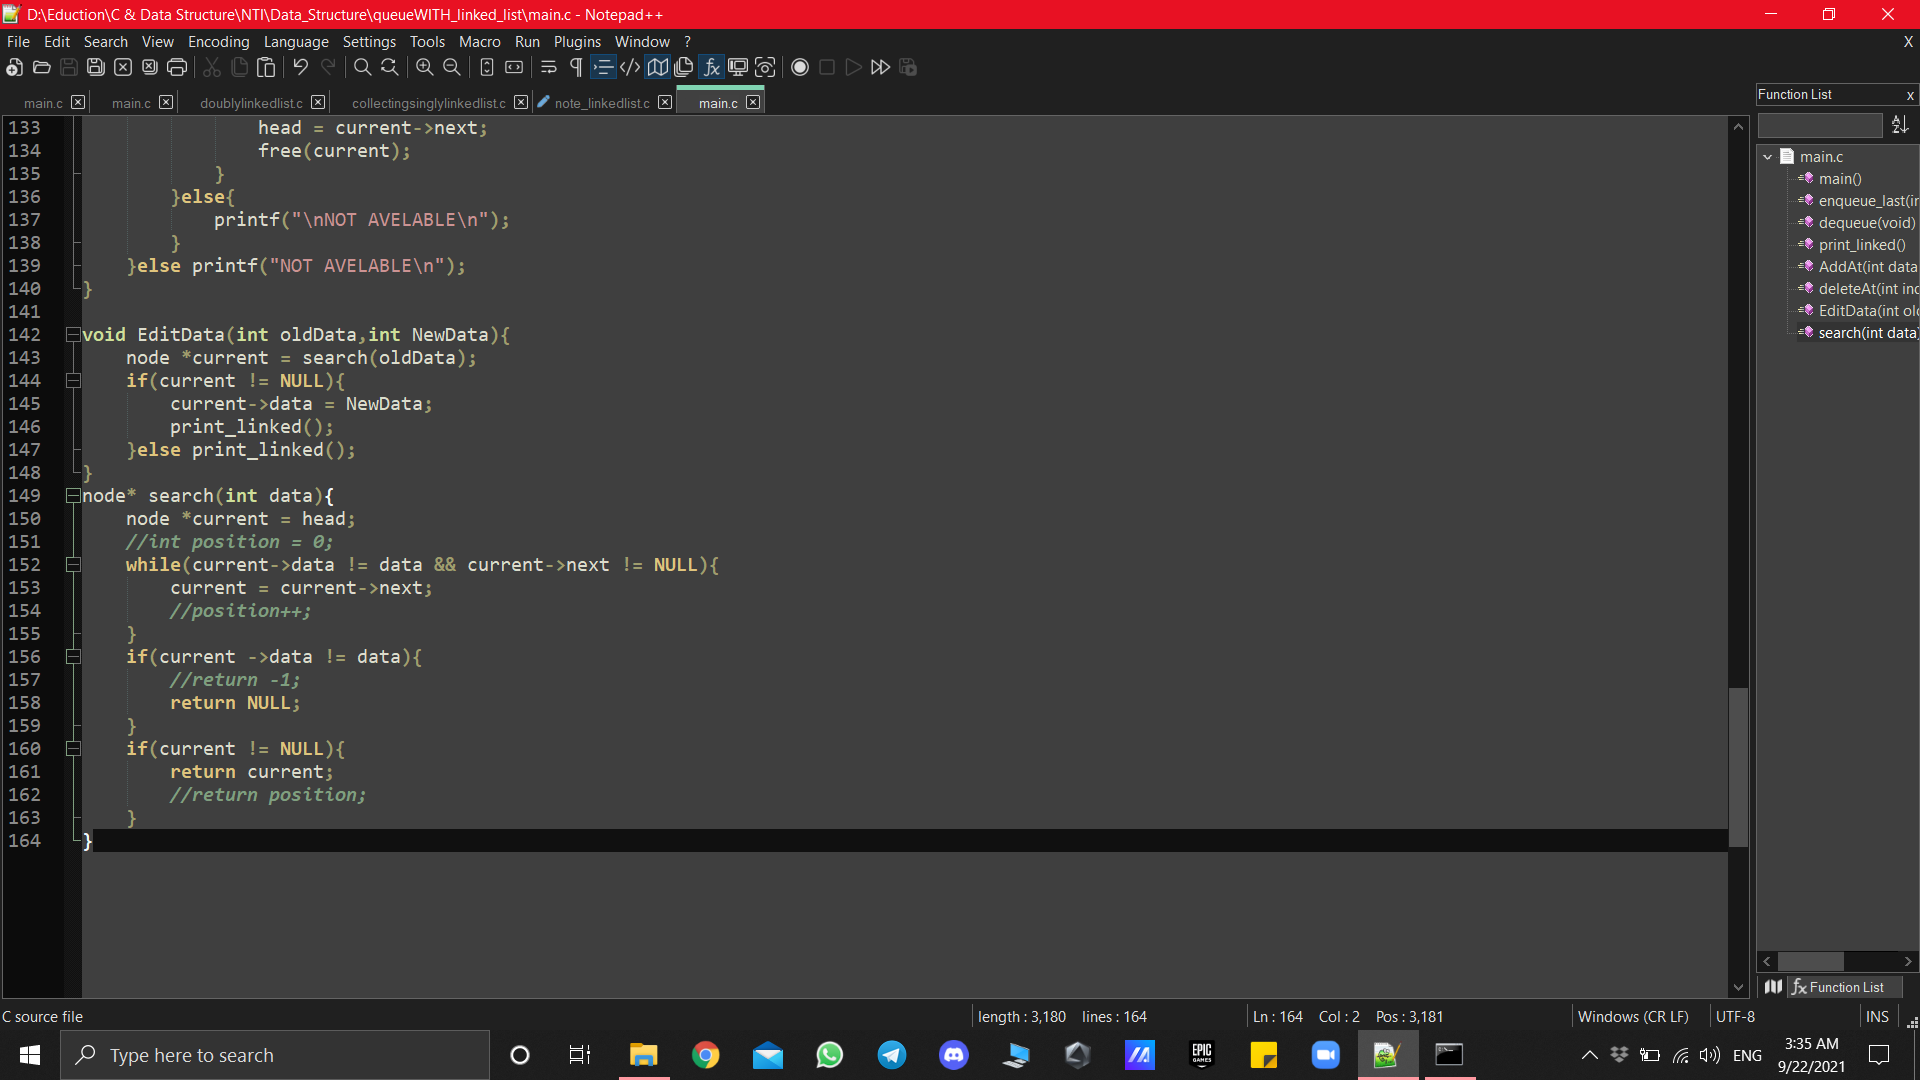 D:\Eduction\C & Data Structure\NTI\Data_Structure\queueWITH_linked_list\main.c - Notepad++
File Edit Search View Encoding Language Settings Tools Macro Run Plugins Window ? X
main.c main.c doublylinkedlist.c collectingsinglylinkedlist.c note_linkedlist.c main.c
133 head = current->next;
134 free(current);
135 }
136 }else{
137 printf("\nNOT AVELABLE\n");
138 }
139 }else printf("NOT AVELABLE\n");
140 }
141
142 void EditData(int oldData,int NewData){
143 node *current = search(oldData);
144 if(current != NULL){
145 current->data = NewData;
146 print_linked();
147 }else print_linked();
148 }
149 node* search(int data){
150 node *current = head;
151 //int position = 0;
152 while(current->data != data && current->next != NULL){
153 current = current->next;
154 //position++;
155 }
156 if(current ->data != data){
157 //return -1;
158 return NULL;
159 }
160 if(current != NULL){
161 return current;
162 //return position;
163 }
164 }
Function List x
main.c
main()
enqueue_last(in
dequeue(void)
print_linked()
AddAt(int data
deleteAt(int ind
EditData(int old
search(int data)
Function List
C source file length : 3,180 lines : 164 Ln : 164 Col : 2 Pos : 3,181 Windows (CR LF) UTF-8 INS
Type here to search
EPIC GAMES
ENG
3:35 AM
9/22/2021